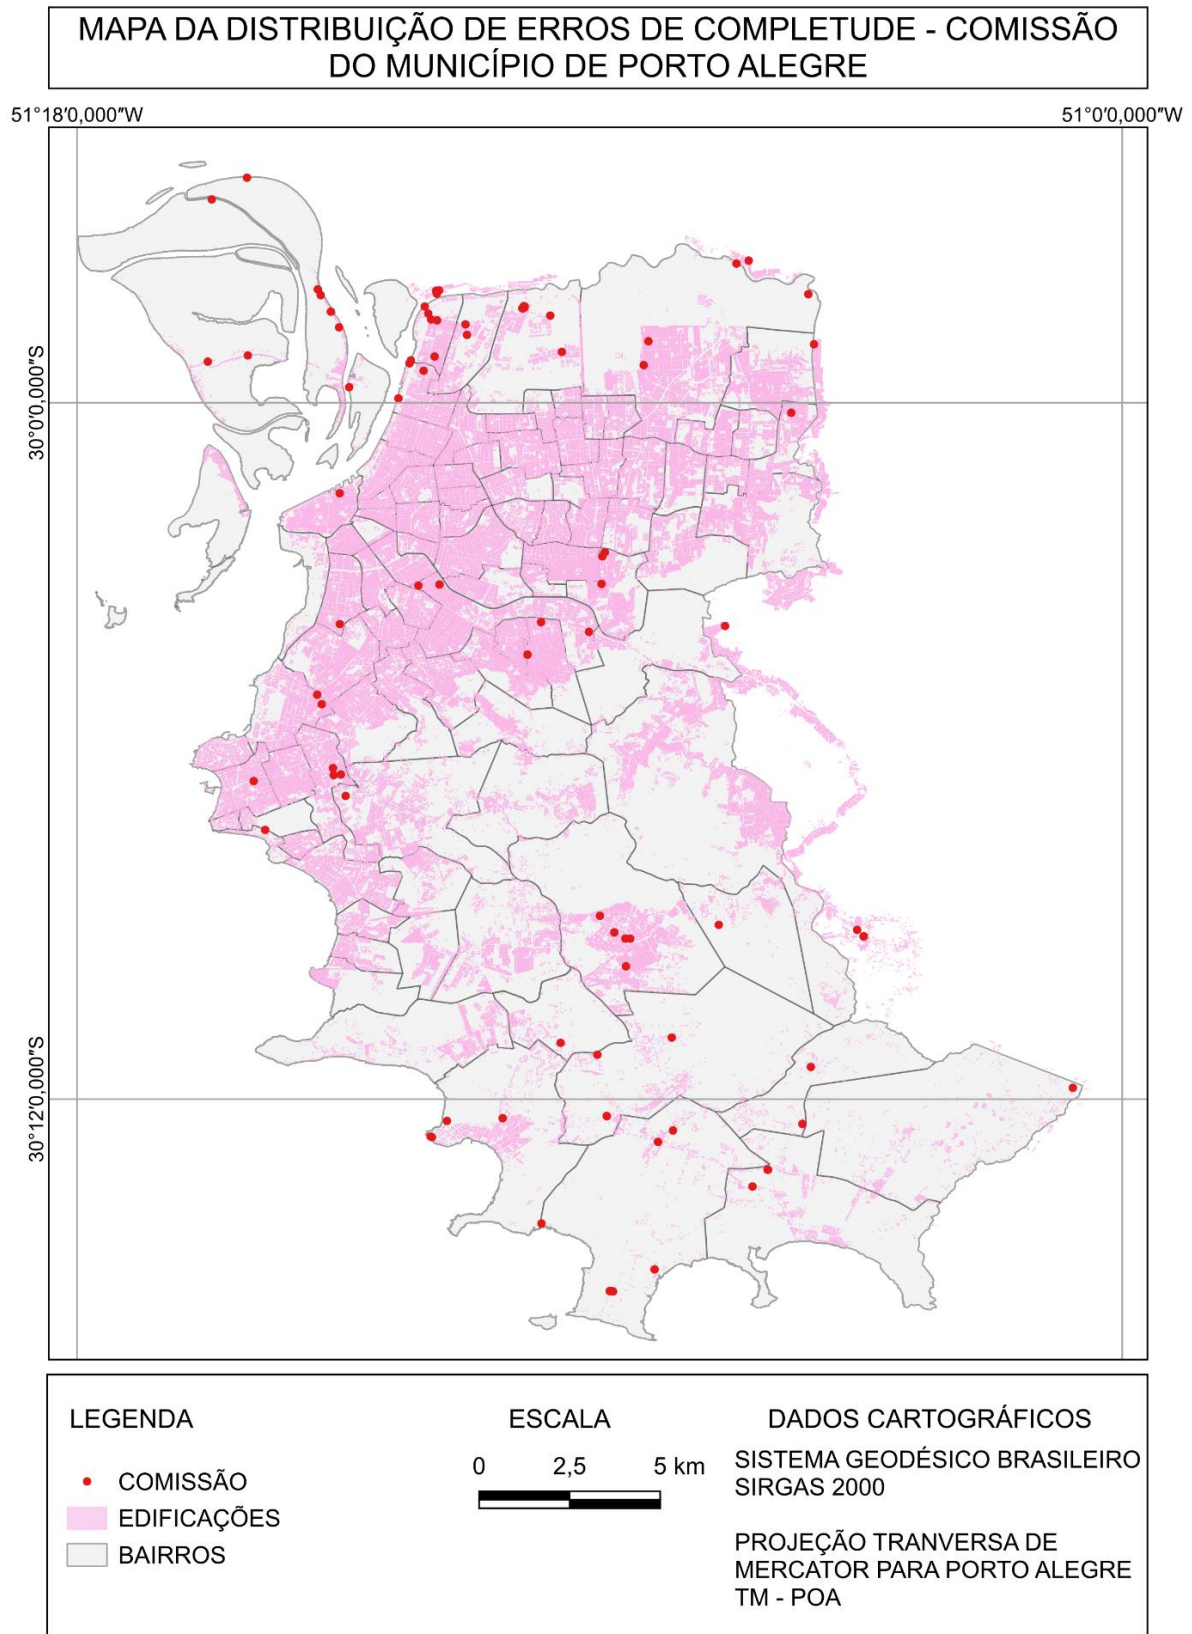 MAPA DA DISTRIBUIÇÃO DE ERROS DE COMPLETUDE - COMISSÃO
DO MUNICÍPIO DE PORTO ALEGRE
51°18'0,000"W
51°0'0,000"W
30°0'0,000"S
30°12'0,000"S
LEGENDA
COMISSÃO
EDIFICAÇÕES
BAIRROS
ESCALA
0 2,5 5 km
DADOS CARTOGRÁFICOS
SISTEMA GEODÉSICO BRASILEIRO
SIRGAS 2000
PROJEÇÃO TRANVERSA DE
MERCATOR PARA PORTO ALEGRE
TM - POA